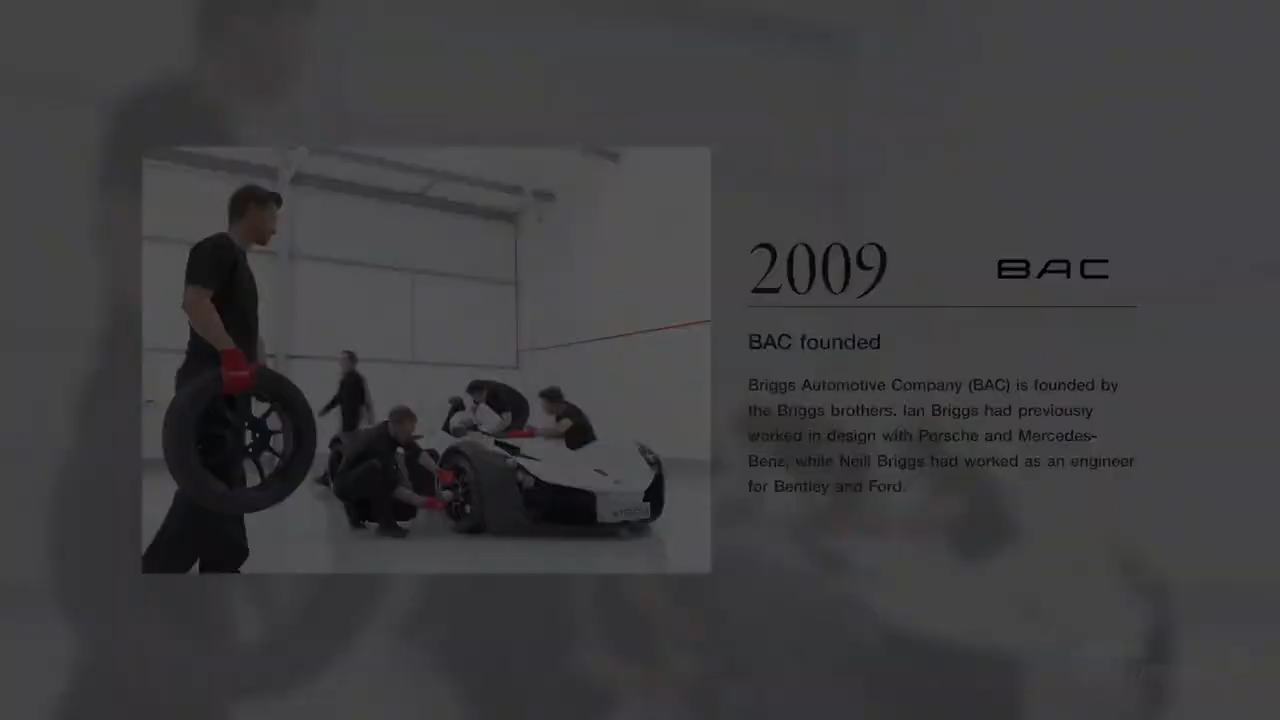 2009 BAC
BAC founded
Briggs Automotive Company (BAC) is founded by
the Briggs brothers. Ian Briggs had previously
worked in design with Porsche and Mercedes-
Benz, while Neill Briggs had worked as an engineer
for Bentley and Ford.